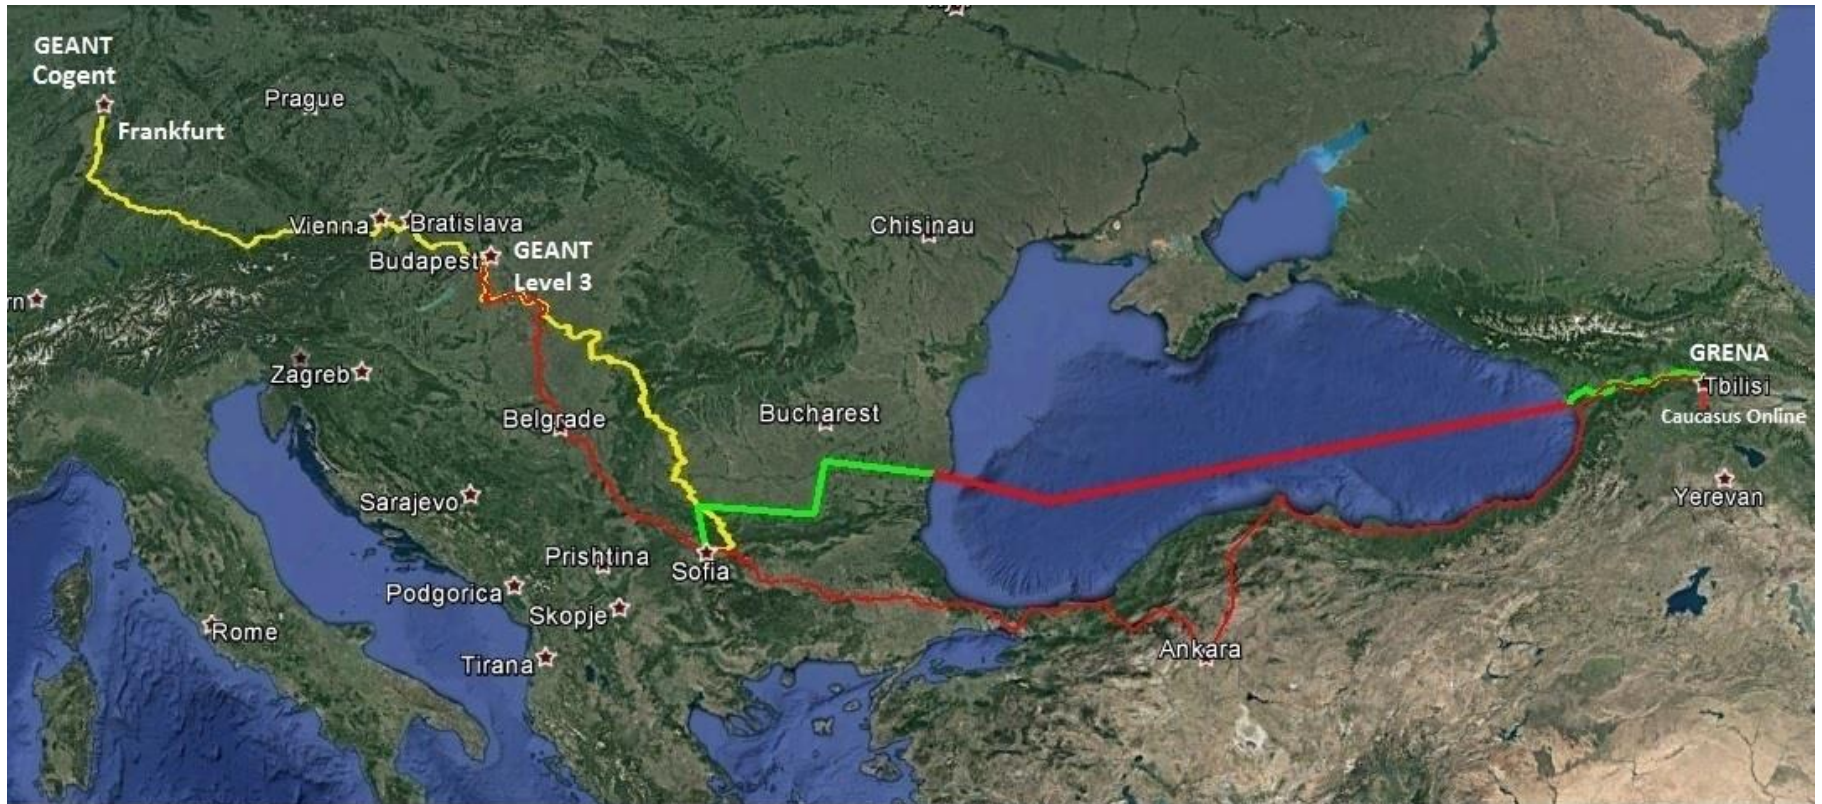 GEANT
Cogent
Prague
Frankfurt
Vienna
Bratislava
Chisinau
GEANT
Budapest
Level 3
rn
GRENA
Zagreb
Tbilisi
Bucharest
Caucasus Online
Belgrade
Sarajevo
Yerevan
Prishtina
Sofia
Podgorica
Skopje
Rome
Ankara
Tirana